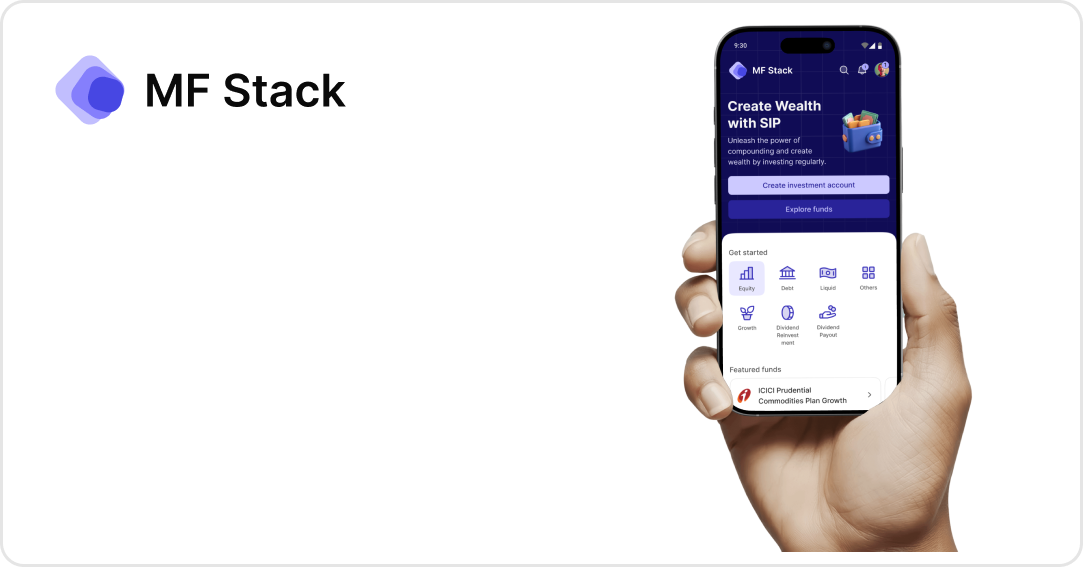 MF Stack
9:30
MF Stack
1
1
Create Wealth
with SIP
Unleash the power of
compounding and create
wealth by investing regularly.
Create investment account
Explore funds
Get started
Equity
Debt
Liquid
Others
Growth
Dividend
Reinvest
ment
Dividend
Payout
Featured funds
ICICI Prudential
Commodities Plan Growth